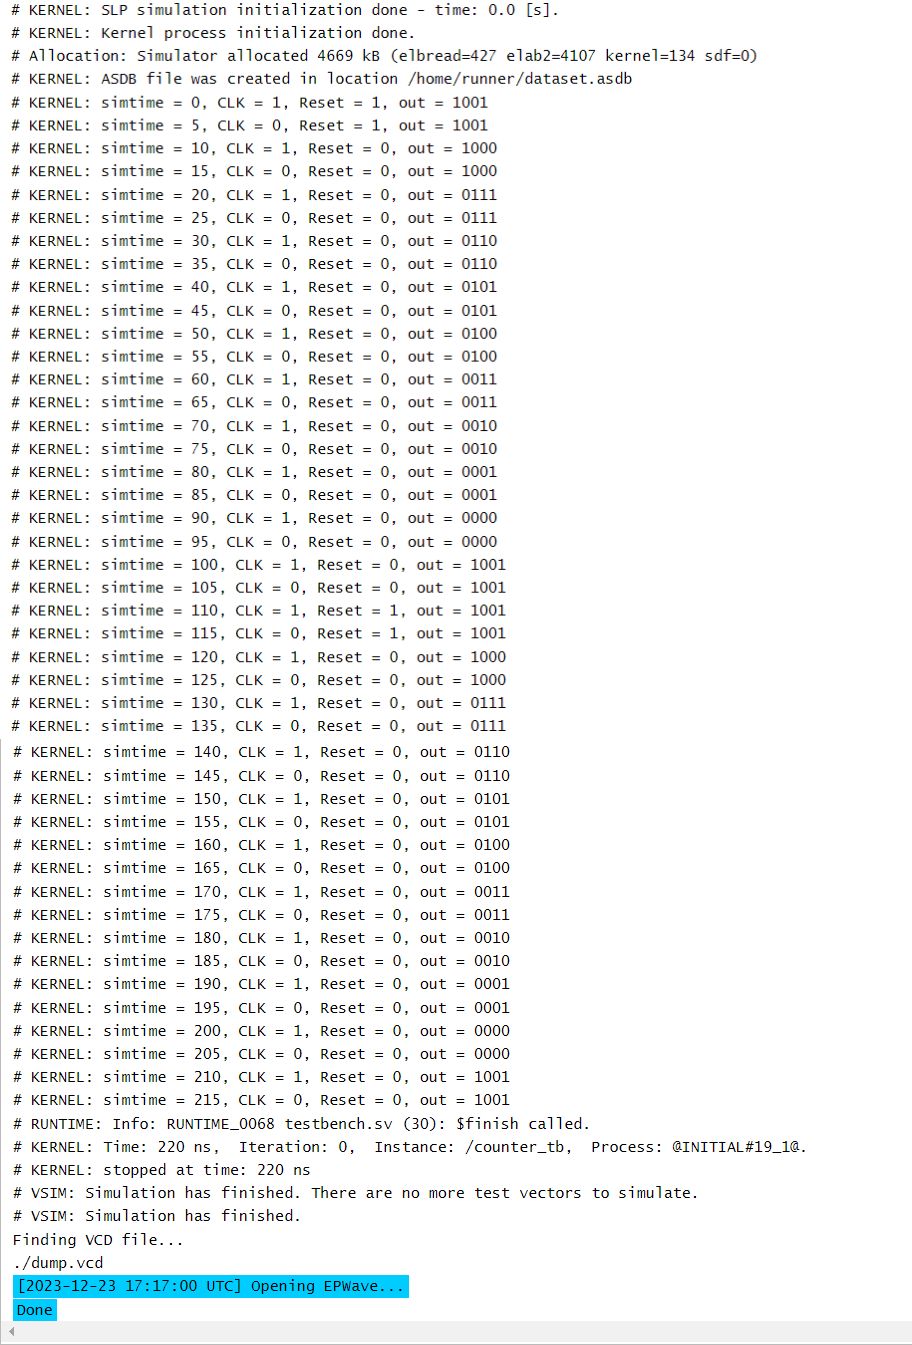 # KERNEL: SLP simulation initialization done - time: 0.0 [s].
# KERNEL: Kernel process initialization done.
# Allocation: Simulator allocated 4669 kB (elbread=427 elab2=4107 kernel=134 sdf=0)
# KERNEL: ASDB file was created in location /home/runner/dataset.asdb
# KERNEL: simtime = 0, CLK = 1, Reset = 1, out = 1001
# KERNEL: simtime = 5, CLK = 0, Reset = 1, out = 1001
# KERNEL: simtime = 10, CLK = 1, Reset = 0, out = 1000
# KERNEL: simtime = 15, CLK = 0, Reset = 0, out = 1000
# KERNEL: simtime = 20, CLK = 1, Reset = 0, out = 0111
# KERNEL: simtime = 25, CLK = 0, Reset = 0, out = 0111
# KERNEL: simtime = 30, CLK = 1, Reset = 0, out = 0110
# KERNEL: simtime = 35, CLK = 0, Reset = 0, out = 0110
# KERNEL: simtime = 40, CLK = 1, Reset = 0, out = 0101
# KERNEL: simtime = 45, CLK = 0, Reset = 0, out = 0101
# KERNEL: simtime = 50, CLK = 1, Reset = 0, out = 0100
# KERNEL: simtime = 55, CLK = 0, Reset = 0, out = 0100
# KERNEL: simtime = 60, CLK = 1, Reset = 0, out = 0011
# KERNEL: simtime = 65, CLK = 0, Reset = 0, out = 0011
# KERNEL: simtime = 70, CLK = 1, Reset = 0, out = 0010
# KERNEL: simtime = 75, CLK = 0, Reset = 0, out = 0010
# KERNEL: simtime = 80, CLK = 1, Reset = 0, out = 0001
# KERNEL: simtime = 85, CLK = 0, Reset = 0, out = 0001
# KERNEL: simtime = 90, CLK = 1, Reset = 0, out = 0000
# KERNEL: simtime = 95, CLK = 0, Reset = 0, out = 0000
# KERNEL: simtime = 100, CLK = 1, Reset = 0, out = 1001
# KERNEL: simtime = 105, CLK = 0, Reset = 0, out = 1001
# KERNEL: simtime = 110, CLK = 1, Reset = 1, out = 1001
# KERNEL: simtime = 115, CLK = 0, Reset = 1, out = 1001
# KERNEL: simtime = 120, CLK = 1, Reset = 0, out = 1000
# KERNEL: simtime = 125, CLK = 0, Reset = 0, out = 1000
# KERNEL: simtime = 130, CLK = 1, Reset = 0, out = 0111
# KERNEL: simtime = 135, CLK = 0, Reset = 0, out = 0111
# KERNEL: simtime = 140, CLK = 1, Reset = 0, out = 0110
# KERNEL: simtime = 145, CLK = 0, Reset = 0, out = 0110
# KERNEL: simtime = 150, CLK = 1, Reset = 0, out = 0101
# KERNEL: simtime = 155, CLK = 0, Reset = 0, out = 0101
# KERNEL: simtime = 160, CLK = 1, Reset = 0, out = 0100
# KERNEL: simtime = 165, CLK = 0, Reset = 0, out = 0100
# KERNEL: simtime = 170, CLK = 1, Reset = 0, out = 0011
# KERNEL: simtime = 175, CLK = 0, Reset = 0, out = 0011
# KERNEL: simtime = 180, CLK = 1, Reset = 0, out = 0010
# KERNEL: simtime = 185, CLK = 0, Reset = 0, out = 0010
# KERNEL: simtime = 190, CLK = 1, Reset = 0, out = 0001
# KERNEL: simtime = 195, CLK = 0, Reset = 0, out = 0001
# KERNEL: simtime = 200, CLK = 1, Reset = 0, out = 0000
# KERNEL: simtime = 205, CLK = 0, Reset = 0, out = 0000
# KERNEL: simtime = 210, CLK = 1, Reset = 0, out = 1001
# KERNEL: simtime = 215, CLK = 0, Reset = 0, out = 1001
# RUNTIME: Info: RUNTIME_0068 testbench.sv (30): $finish called.
# KERNEL: Time: 220 ns,  Iteration: 0,  Instance: /counter_tb,  Process: @INITIAL#19_1@.
# KERNEL: stopped at time: 220 ns
# VSIM: Simulation has finished. There are no more test vectors to simulate.
# VSIM: Simulation has finished.
Finding VCD file...
./dump.vcd
[2023-12-23 17:17:00 UTC] Opening EPWave...
Done